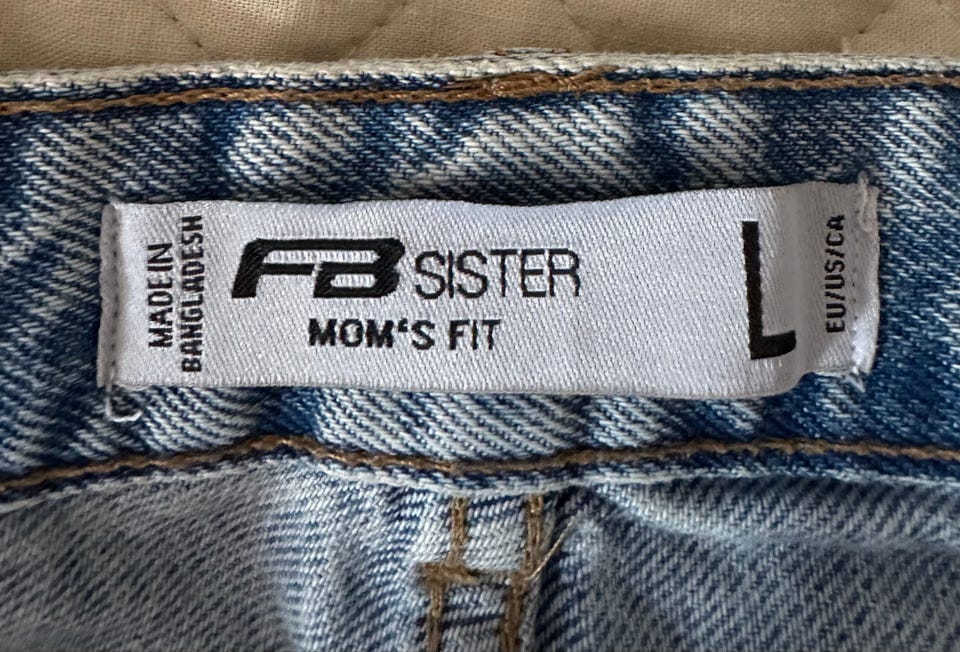 MADE IN
BANGLADESH
FB SISTER
MOM'S FIT
L
EU/US/CA